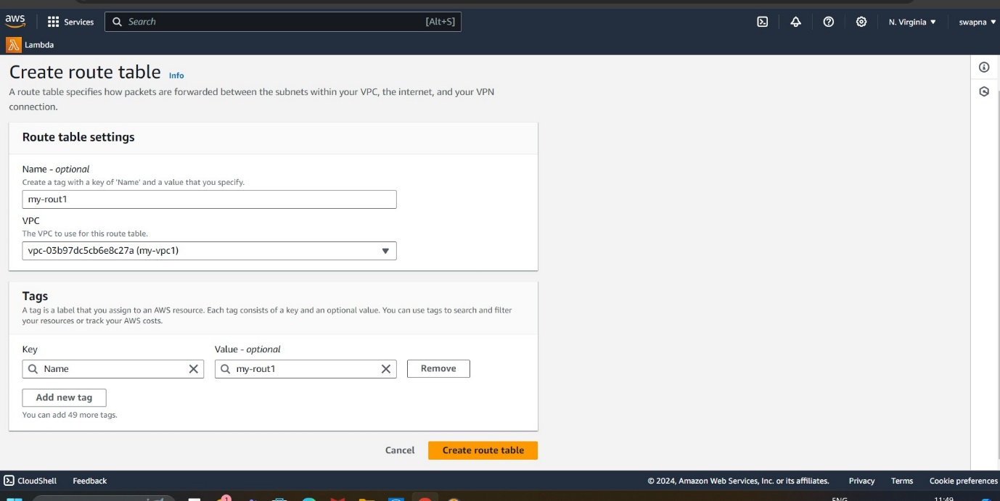 aws
Services
Search [Alt+S]
N. Virginia
swapna
Lambda
Create route table Info
A route table specifies how packets are forwarded between the subnets within your VPC, the internet, and your VPN
connection.
Route table settings
Name - optional
Create a tag with a key of 'Name' and a value that you specify.
my-rout1
VPC
The VPC to use for this route table.
vpc-03b97dc5cb6e8c27a (my-vpc1)
Tags
A tag is a label that you assign to an AWS resource. Each tag consists of a key and an optional value. You can use tags to search and filter
your resources or track your AWS costs.
Key Value - optional
Name my-rout1 Remove
Add new tag
You can add 49 more tags.
Cancel Create route table
CloudShell Feedback © 2024, Amazon Web Services, Inc. or its affiliates. Privacy Terms Cookie preferences
1
ENG 11:49